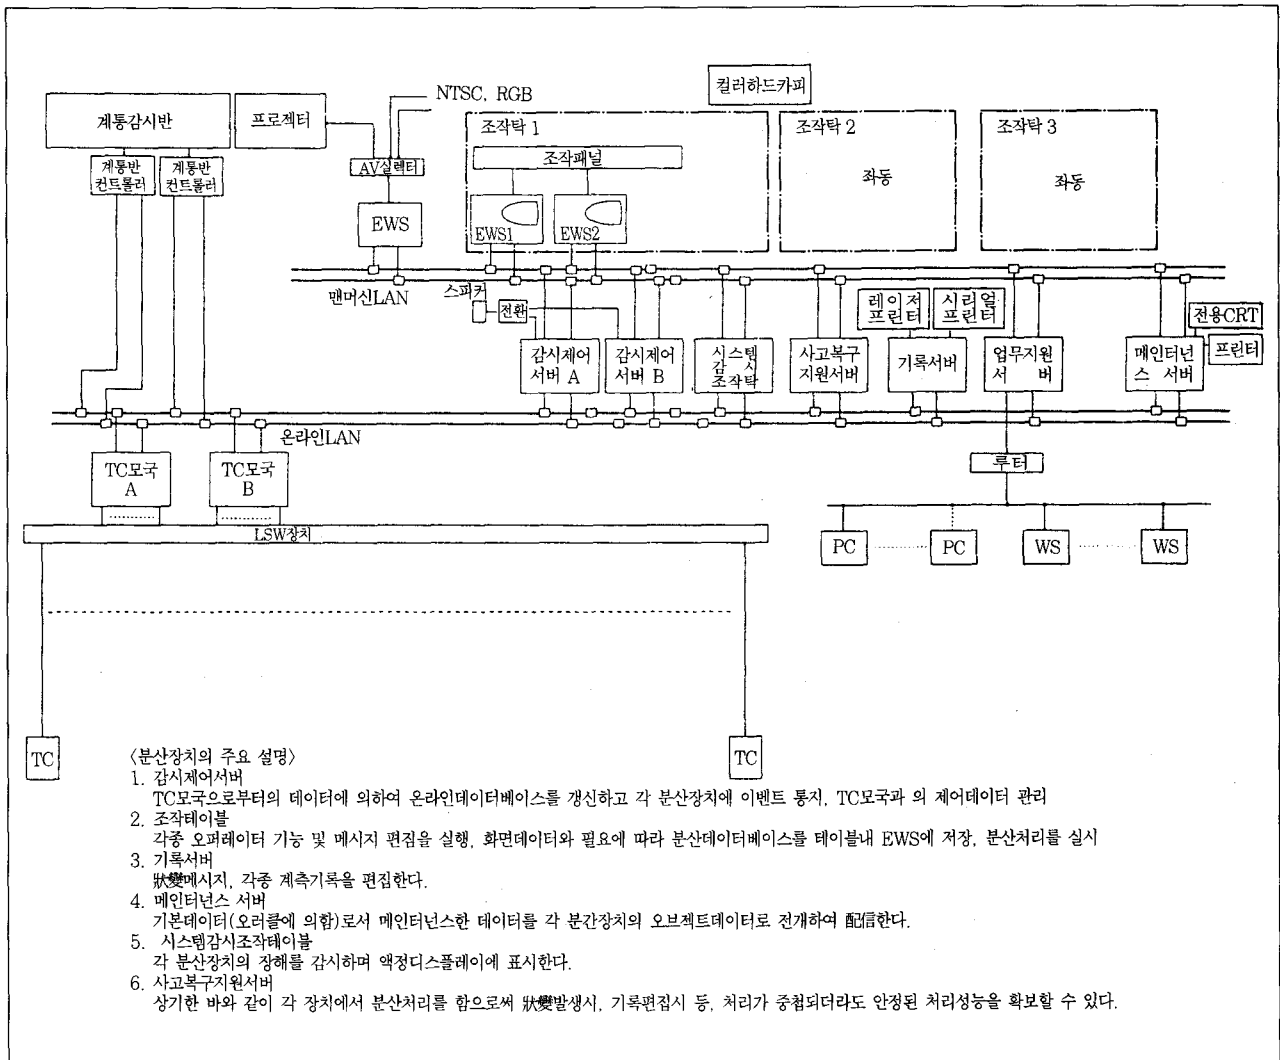 컬러하드카피
NTSC, RGB
계통감시반
프로젝터
조작탁 1
조작탁 2
조작탁 3
계통반
컨트롤러
계통반
컨트롤러
AV실렉터
조작패널
좌동
좌동
EWS
EWS1
EWS2
맨머신LAN
스피커
전환
레이저
프린터
시리얼
프린터
전용CRT
프린터
감시제어
서버 A
감시제어
서버 B
시스템
감 시
조작탁
사고복구
지원서버
기록서버
업무지원
서 버
메인터넌
스 서버
온라인LAN
TC모국
A
TC모국
B
루터
LSW장치
PC
PC
WS
WS
TC
TC
〈분산장치의 주요 설명〉
1. 감시제어서버
TC모국으로부터의 데이터에 의하여 온라인데이터베이스를 갱신하고 각 분산장치에 이벤트 통지, TC모국과 의 제어데이터 관리
2. 조작테이블
각종 오퍼레이터 기능 및 메시지 편집을 실행, 화면데이터와 필요에 따라 분산데이터베이스를 테이블내 EWS에 저장, 분산처리를 실시
3. 기록서버
狀變메시지, 각종 계측기록을 편집한다.
4. 메인터넌스 서버
기본데이터(오러클에 의함)로서 메인터넌스한 데이터를 각 분간장치의 오브젝트데이터로 전개하여 配信한다.
5. 시스템감시조작테이블
각 분산장치의 장해를 감시하며 액정디스플레이에 표시한다.
6. 사고복구지원서버
상기한 바와 같이 각 장치에서 분산처리를 함으로써 狀變발생시, 기록편집시 등, 처리가 중첩되더라도 안정된 처리성능을 확보할 수 있다.